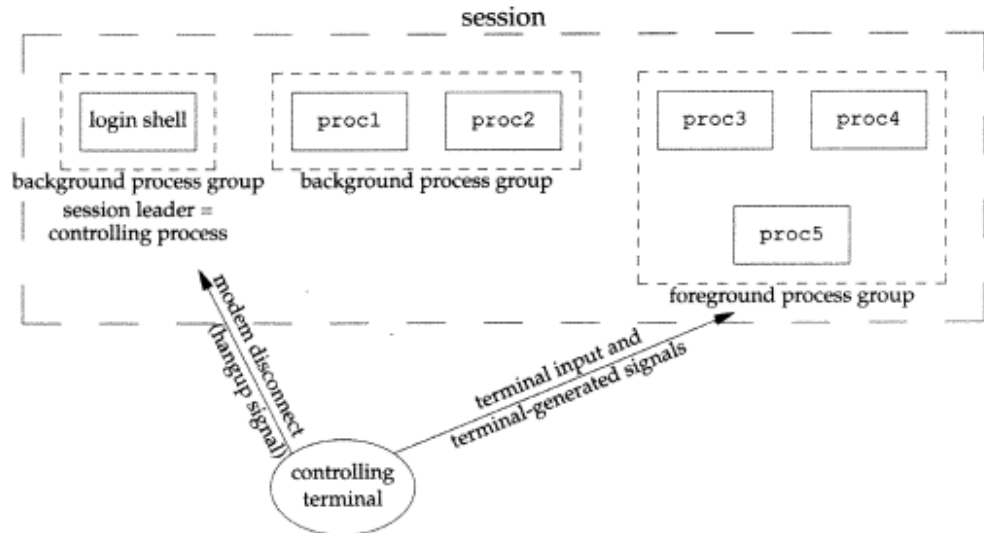 session
login shell
proc1
proc2
proc3
proc4
background process group
session leader =
controlling process
background process group
proc5
foreground process group
modem disconnect
(hangup signal)
terminal input and
terminal-generated signals
controlling
terminal